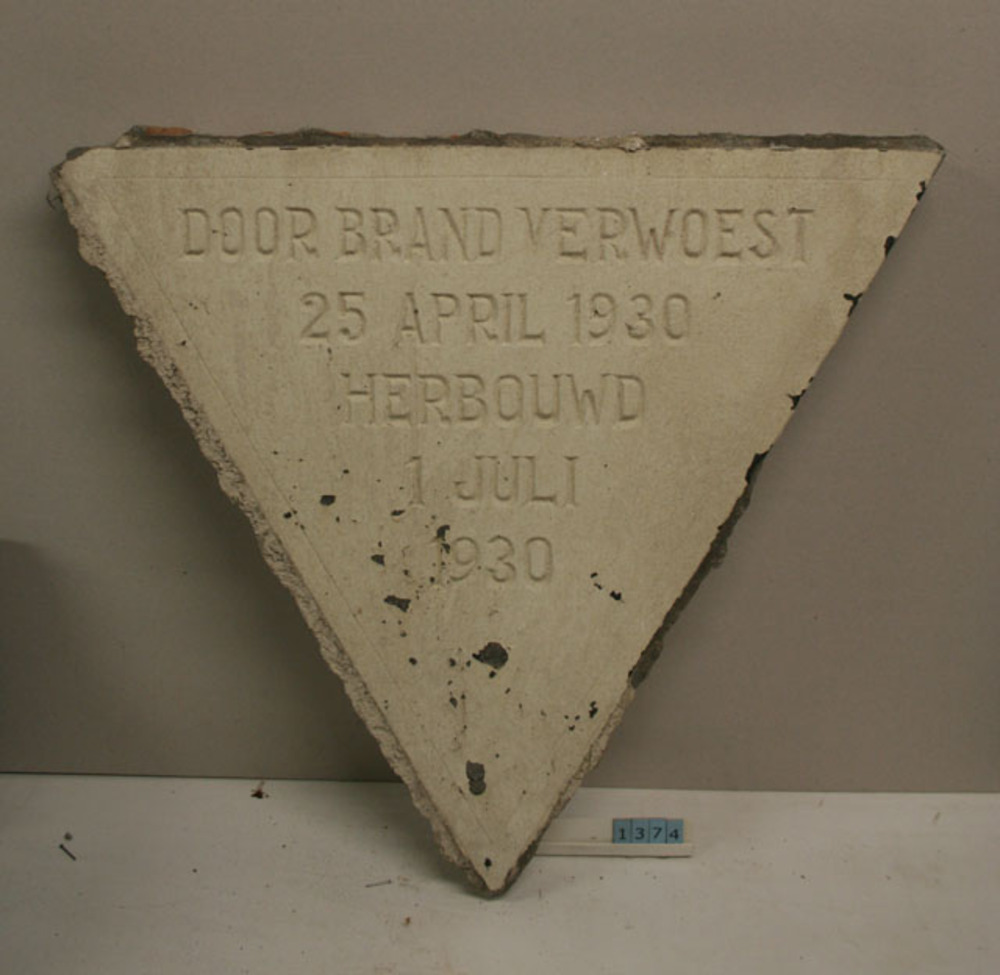 DOOR BRAND VERWOEST
25 APRIL 1930
HERBOUWD
1 JULI
1930
1374